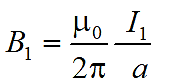 B₁ = μ₀/2π I₁/a